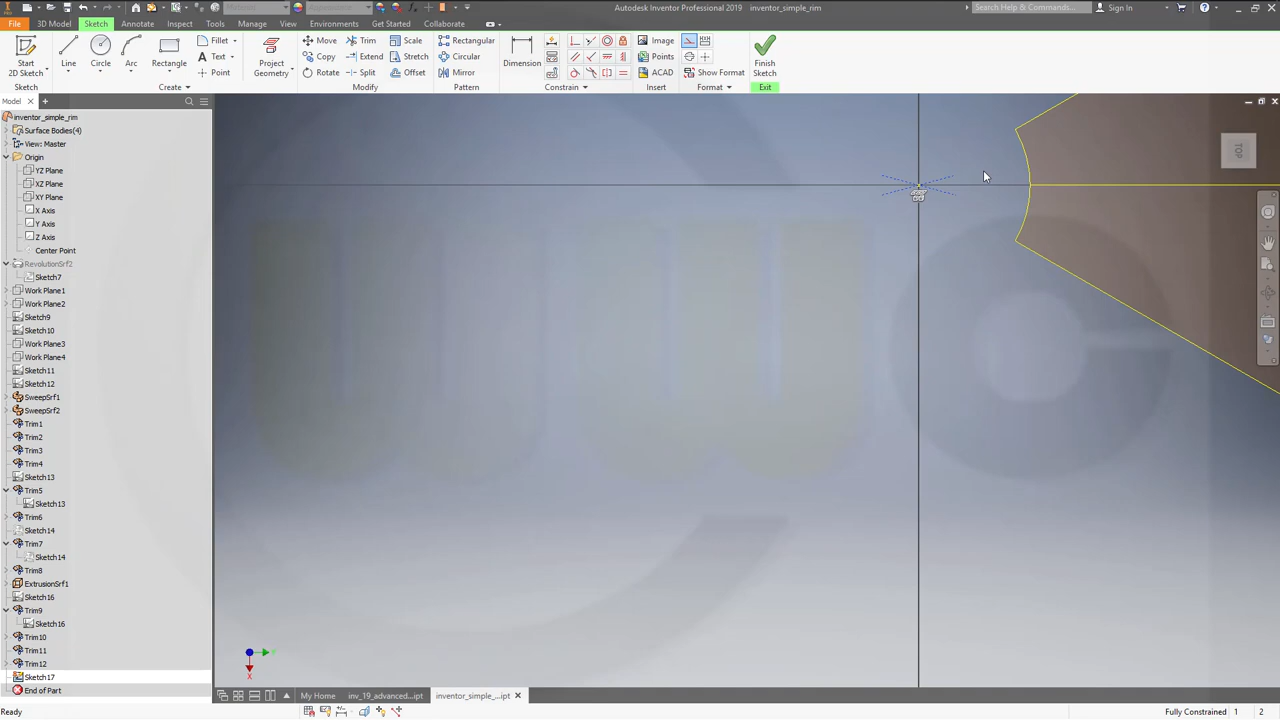 Autodesk Inventor Professional 2019 inventor_simple_rim
Search Help & Commands... Sign In
File 3D Model Sketch Annotate Inspect Tools Manage View Environments Get Started Collaborate
Start 2D Sketch Line Circle Arc Rectangle Fillet Text Point Project Geometry Move Copy Rotate Trim Extend Split Scale Stretch Offset Rectangular Circular Mirror Dimension Image Points ACAD Show Format Finish Sketch
Sketch Create Modify Pattern Constrain Insert Format Exit
Model
inventor_simple_rim
Surface Bodies(4)
View: Master
Origin
YZ Plane
XZ Plane
XY Plane
X Axis
Y Axis
Z Axis
Center Point
RevolutionSrf2
Sketch7
Work Plane1
Work Plane2
Sketch9
Sketch10
Work Plane3
Work Plane4
Sketch11
Sketch12
SweepSrf1
SweepSrf2
Trim1
Trim2
Trim3
Trim4
Sketch13
Trim5
Sketch13
Trim6
Sketch14
Trim7
Sketch14
Trim8
ExtrusionSrf1
Sketch16
Trim9
Sketch16
Trim10
Trim11
Trim12
Sketch17
End of Part
TOP
X
My Home inv_19_advanced...ipt inventor_simple_...ipt
Ready Fully Constrained 1 2